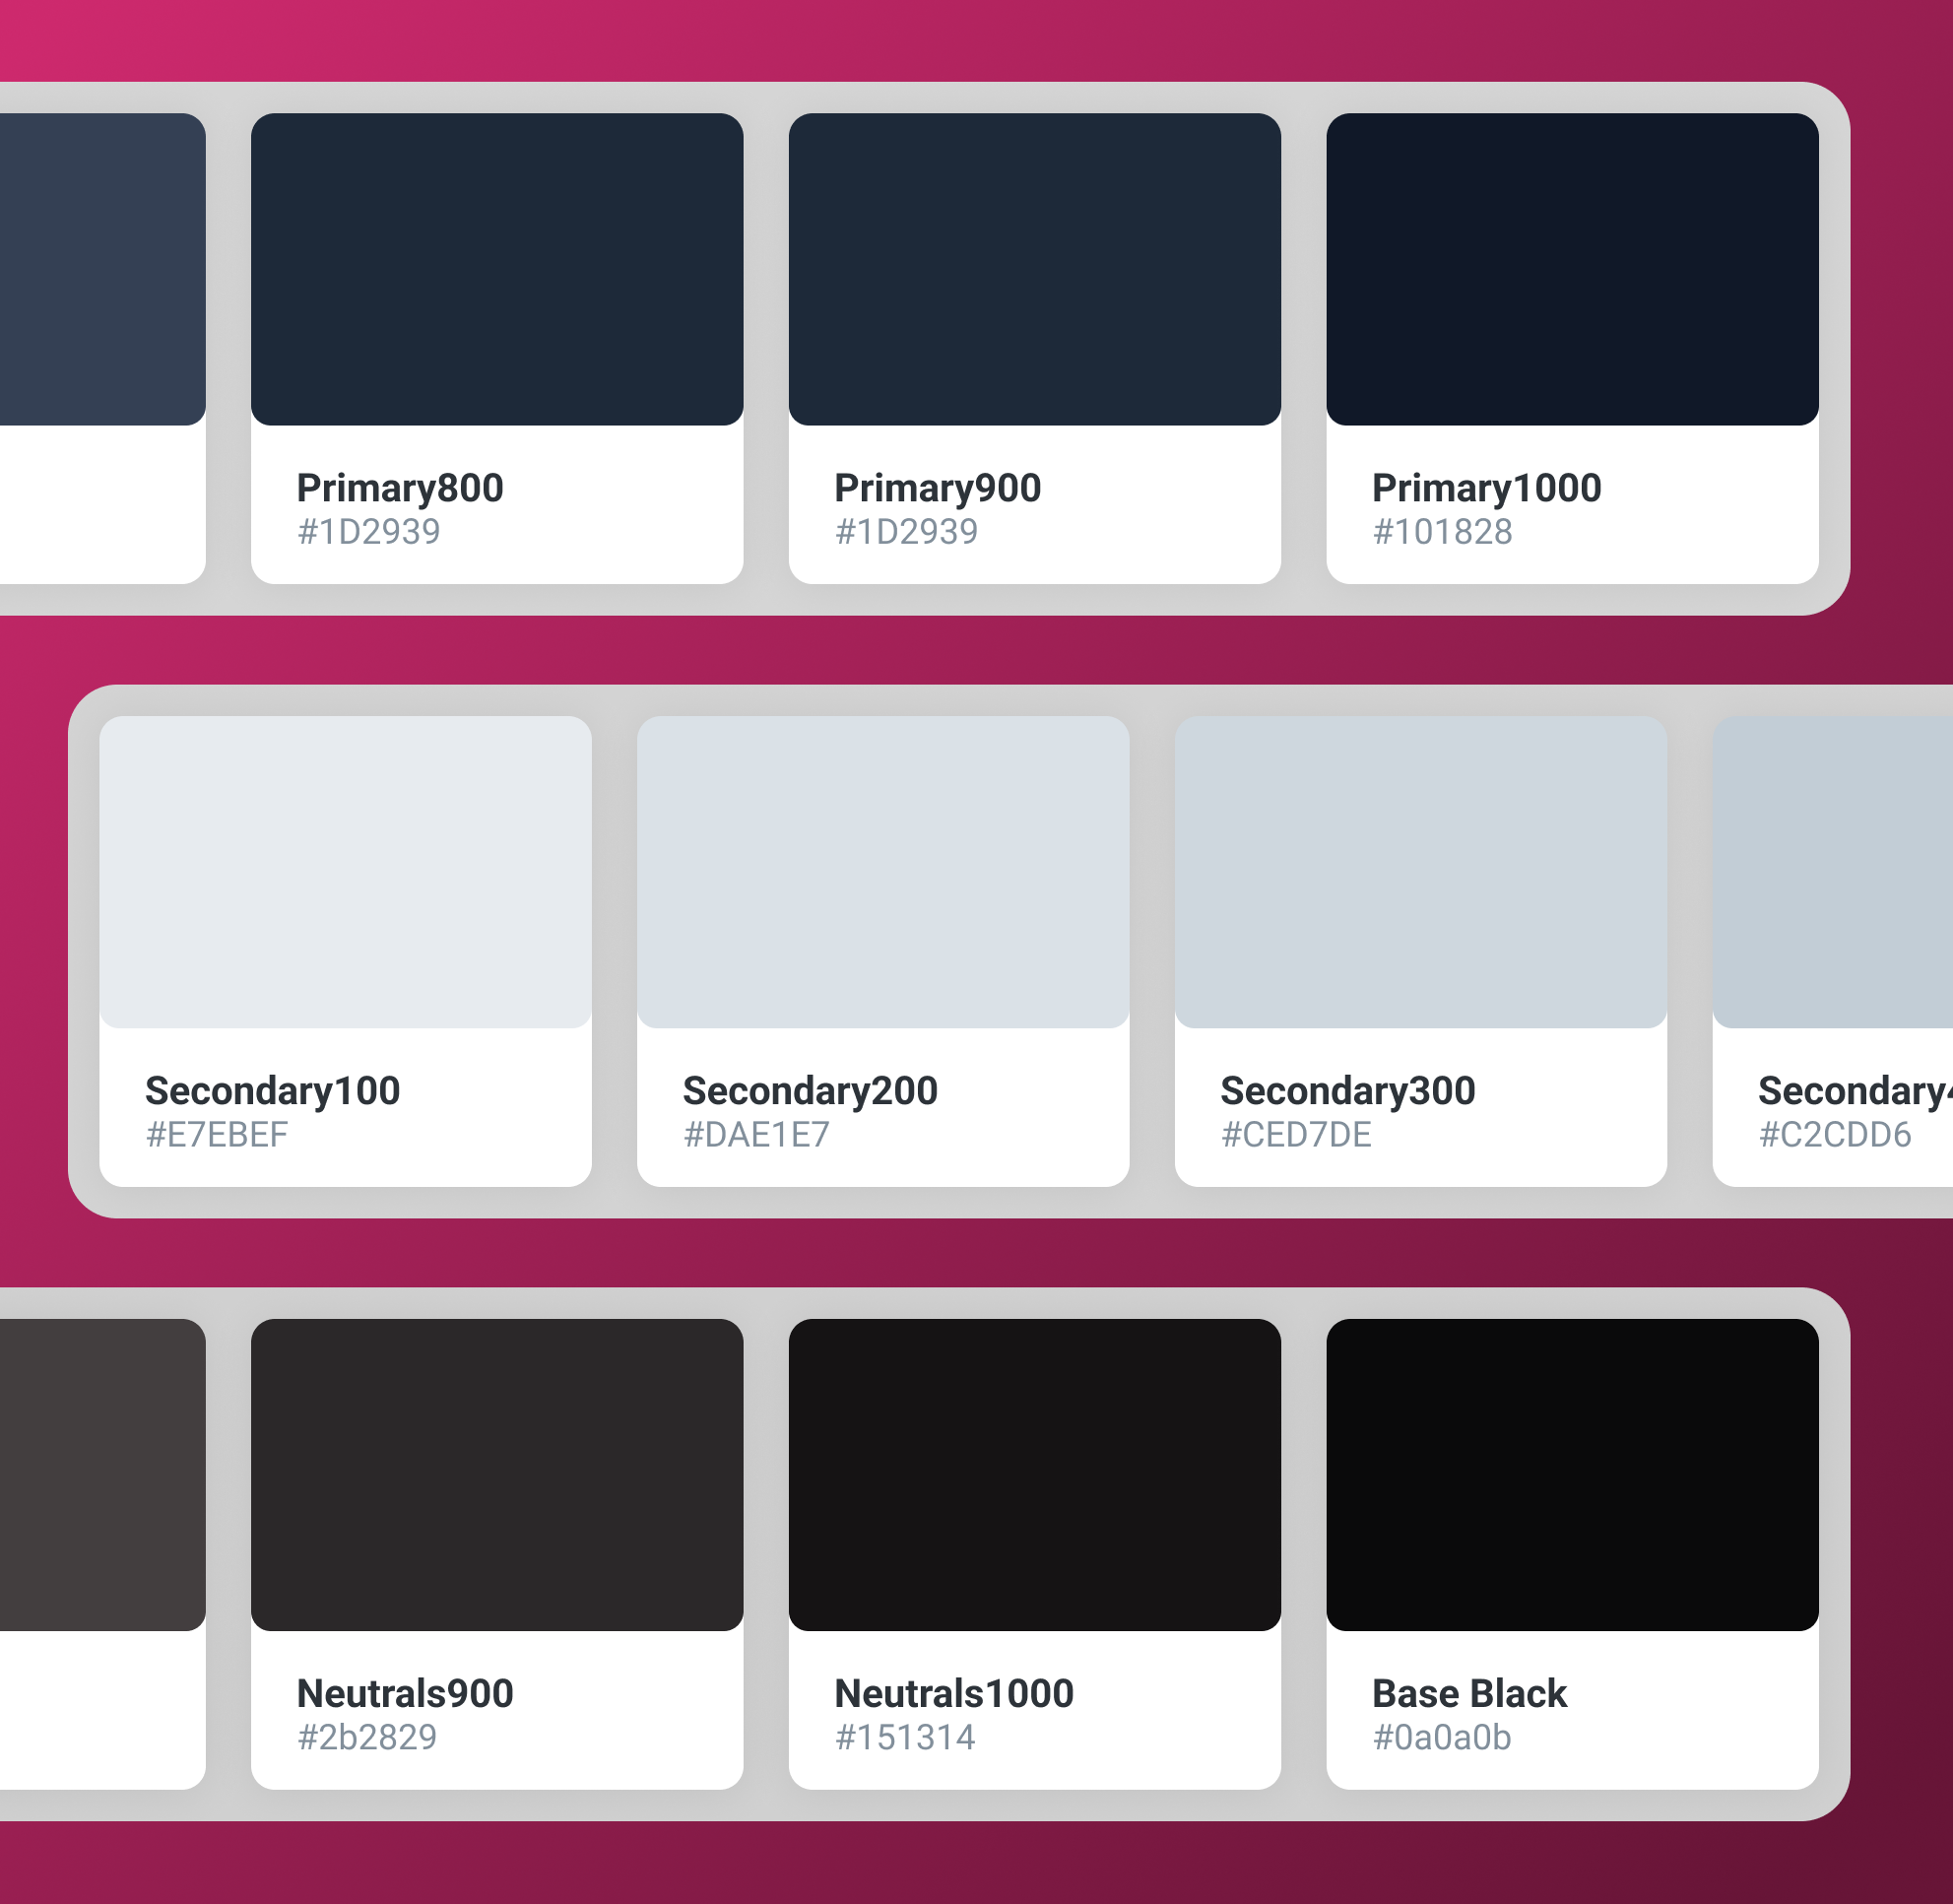 Primary800
#1D2939
Primary900
#1D2939
Primary1000
#101828
Secondary100
#E7EBEF
Secondary200
#DAE1E7
Secondary300
#CED7DE
Secondary4
#C2CDD6
Neutrals900
#2b2829
Neutrals1000
#151314
Base Black
#0a0a0b